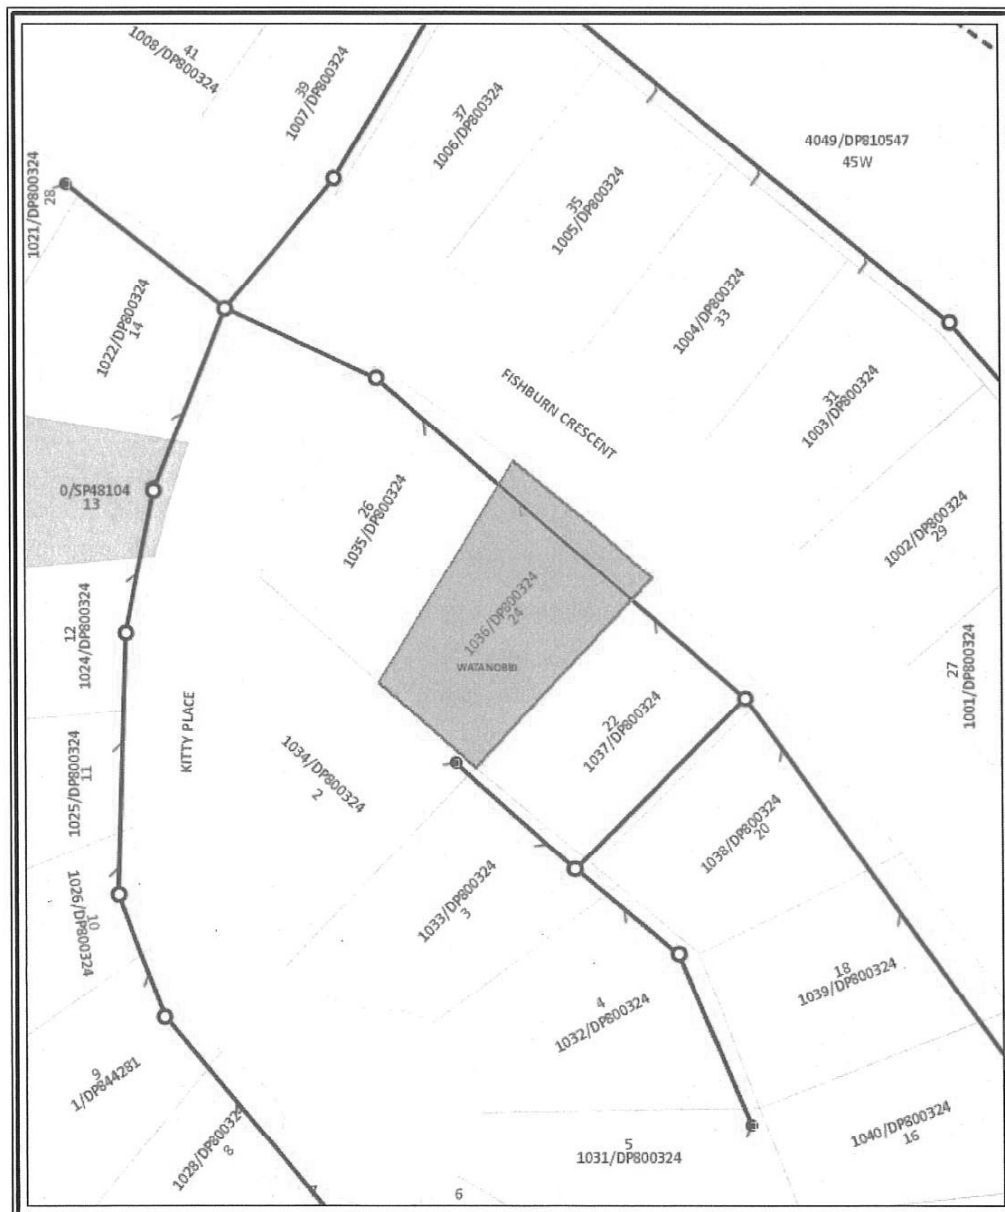 41
1008/DP800324
39
1007/DP800324
37
1006/DP800324
4049/DP810547
45W
1021/DP800324
28
35
1005/DP800324
1022/DP800324
14
1004/DP800324
33
31
1003/DP800324
FISHBURN CRESCENT
0/SP48104
13
26
1035/DP800324
1002/DP800324
29
1036/DP800324
24
WATANOBBI
12
1024/DP800324
27
1001/DP800324
KITTY PLACE
22
1037/DP800324
1034/DP800324
2
1025/DP800324
11
1038/DP800324
20
10
1026/DP800324
1033/DP800324
3
18
1039/DP800324
4
1032/DP800324
9
1/DP844281
1028/DP800324
8
5
1031/DP800324
1040/DP800324
16
7
6